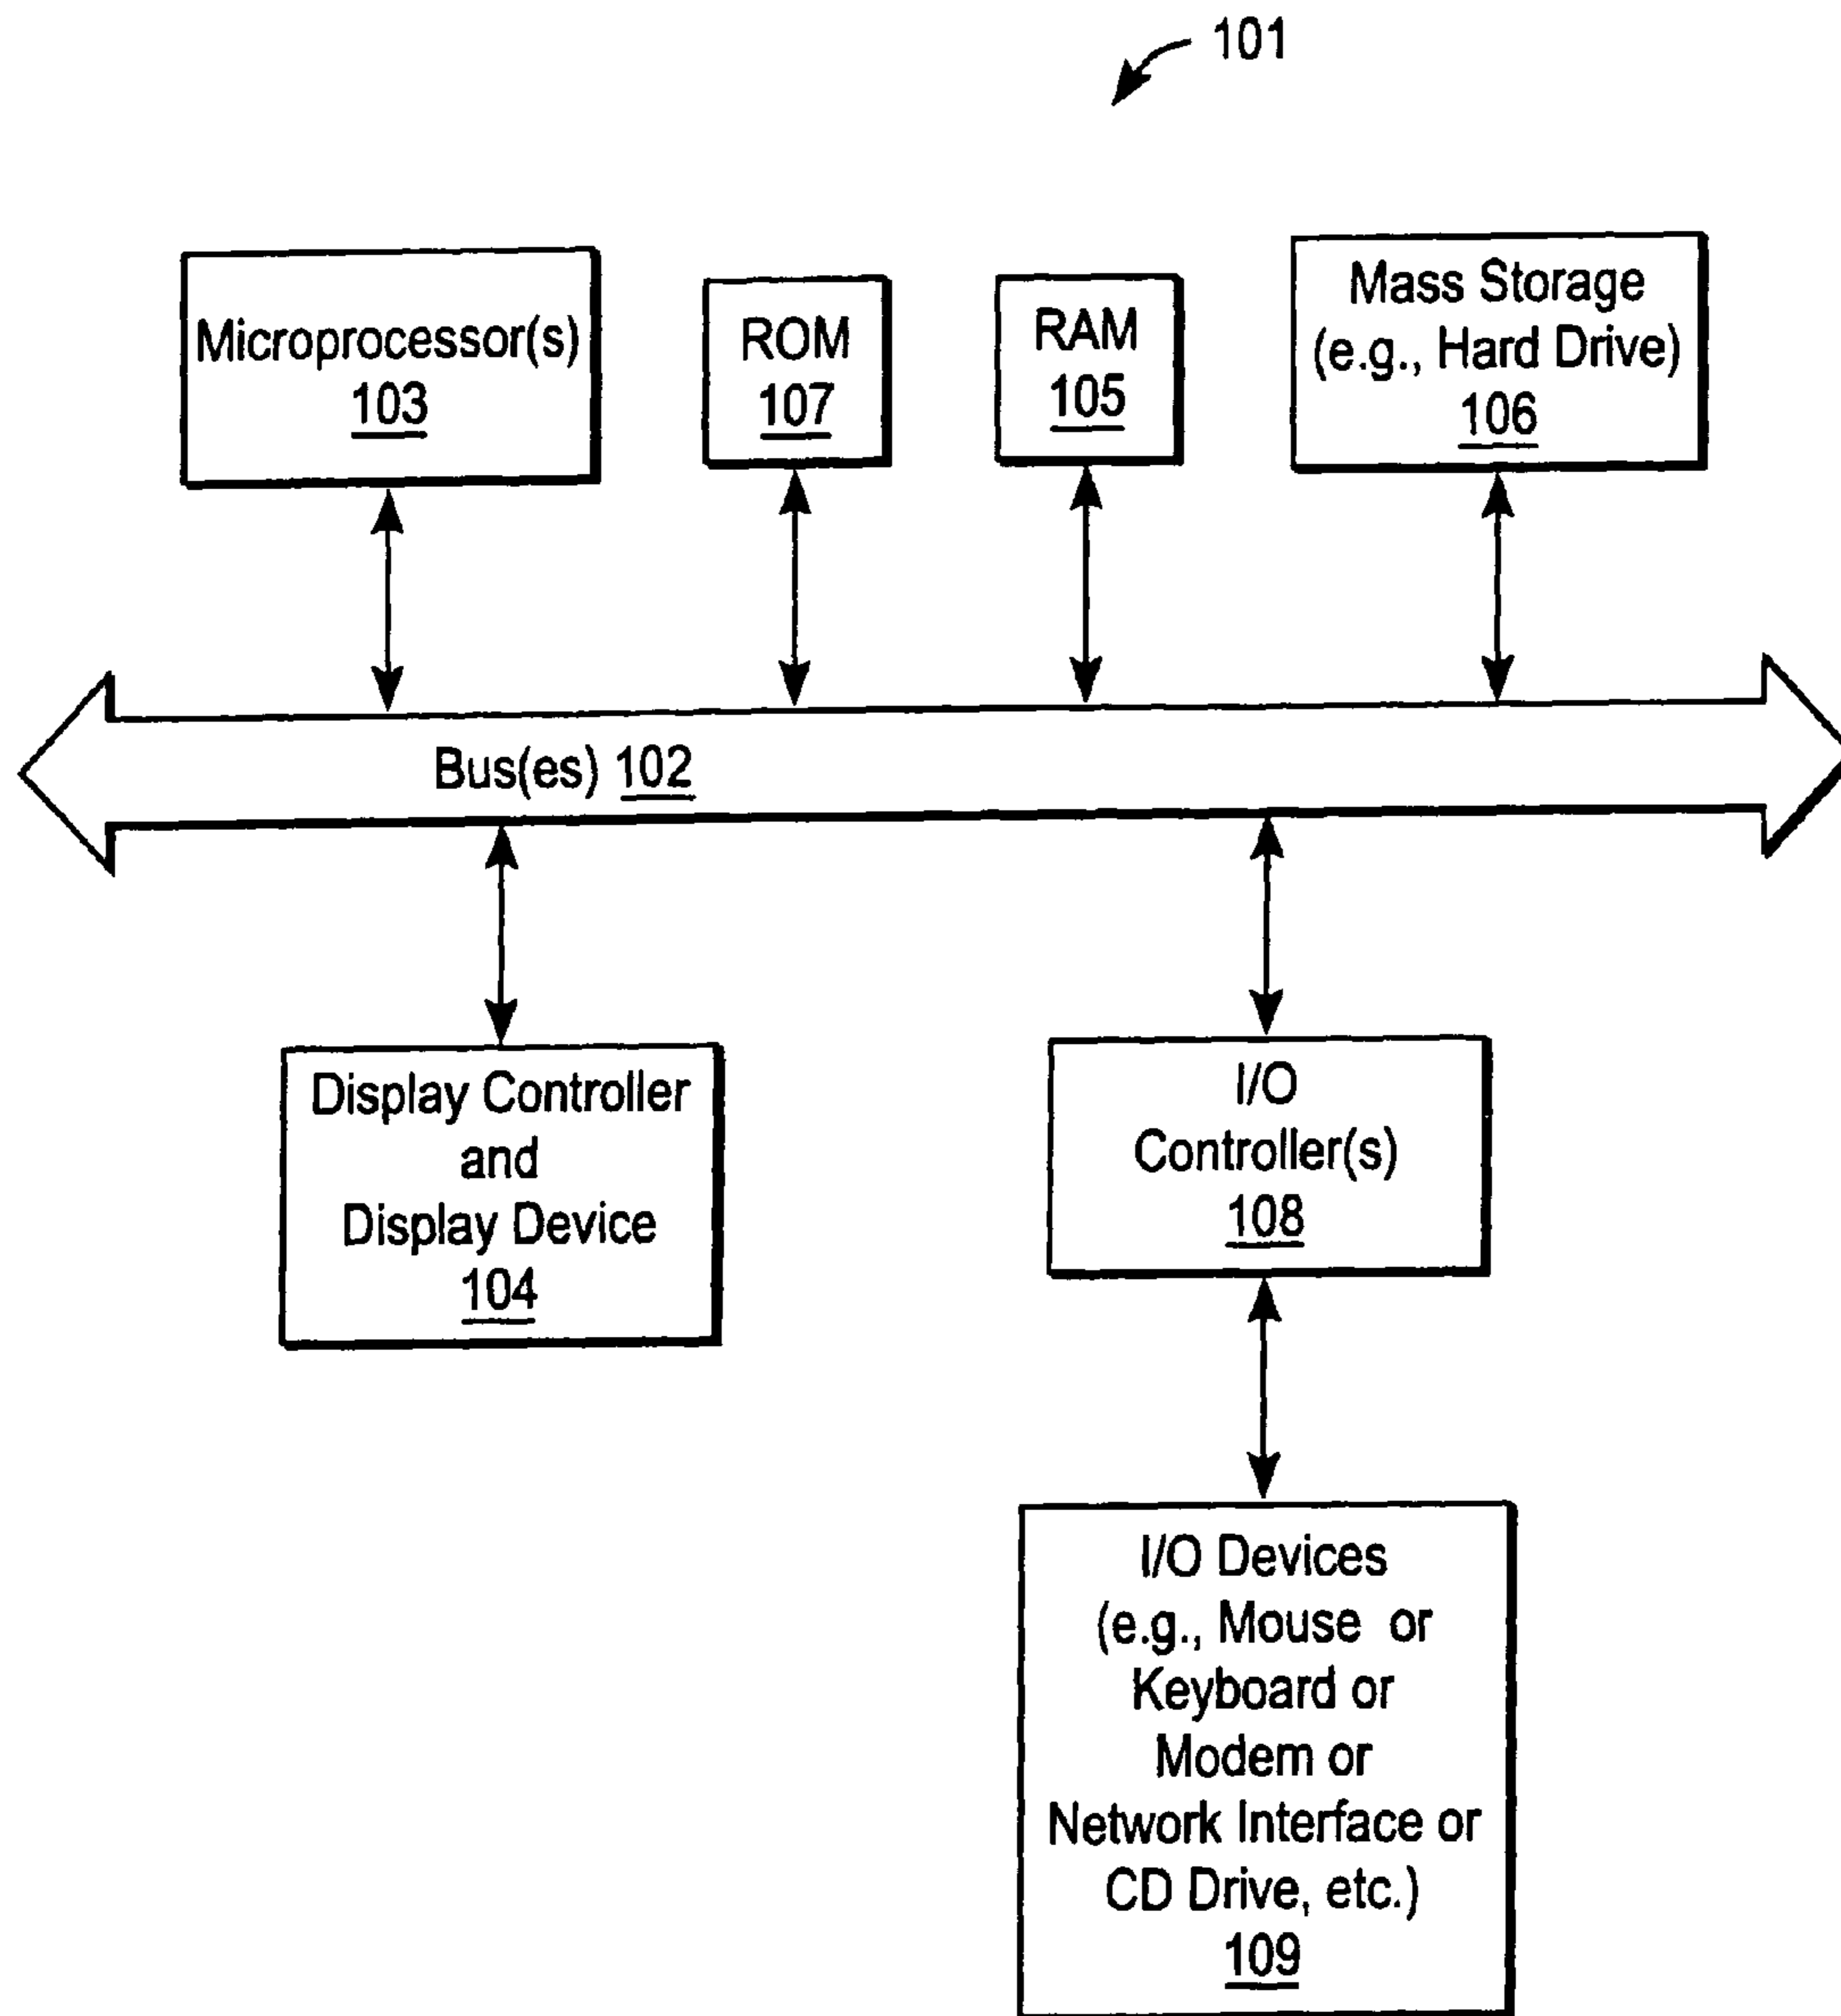 101
Microprocessor(s)
103
ROM
107
RAM
105
Mass Storage
(e.g., Hard Drive)
106
Bus(es) 102
Display Controller
and
Display Device
104
I/O
Controller(s)
108
I/O Devices
(e.g., Mouse or
Keyboard or
Modem or
Network Interface or
CD Drive, etc.)
109